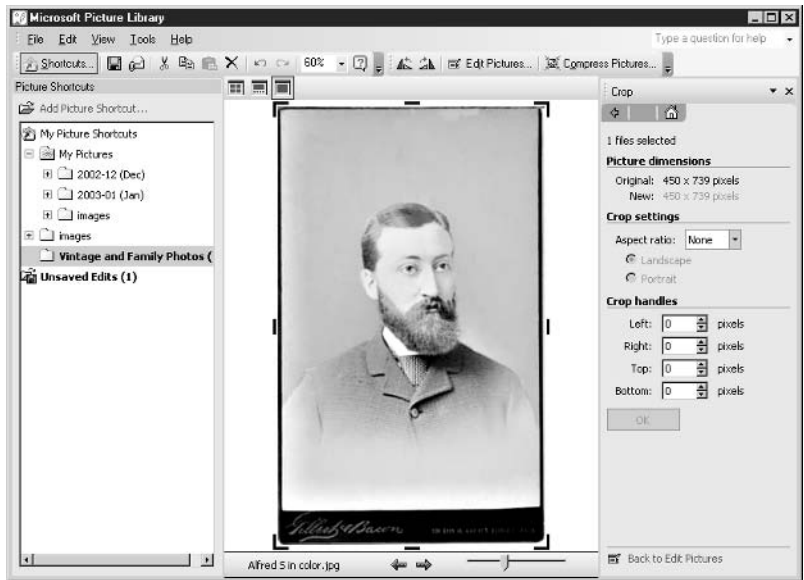 Microsoft Picture Library
File Edit View Tools Help
Type a question for help
Shortcuts... 60% Edit Pictures... Compress Pictures...
Picture Shortcuts
Add Picture Shortcut...
My Picture Shortcuts
My Pictures
2002-12 (Dec)
2003-01 (Jan)
images
images
Vintage and Family Photos (
Unsaved Edits (1)
Gilbert & Bacon
Alfred S in color.jpg
Crop
1 files selected
Picture dimensions
Original: 450 x 739 pixels
New: 450 x 739 pixels
Crop settings
Aspect ratio: None
Landscape
Portrait
Crop handles
Left: 0 pixels
Right: 0 pixels
Top: 0 pixels
Bottom: 0 pixels
OK
Back to Edit Pictures